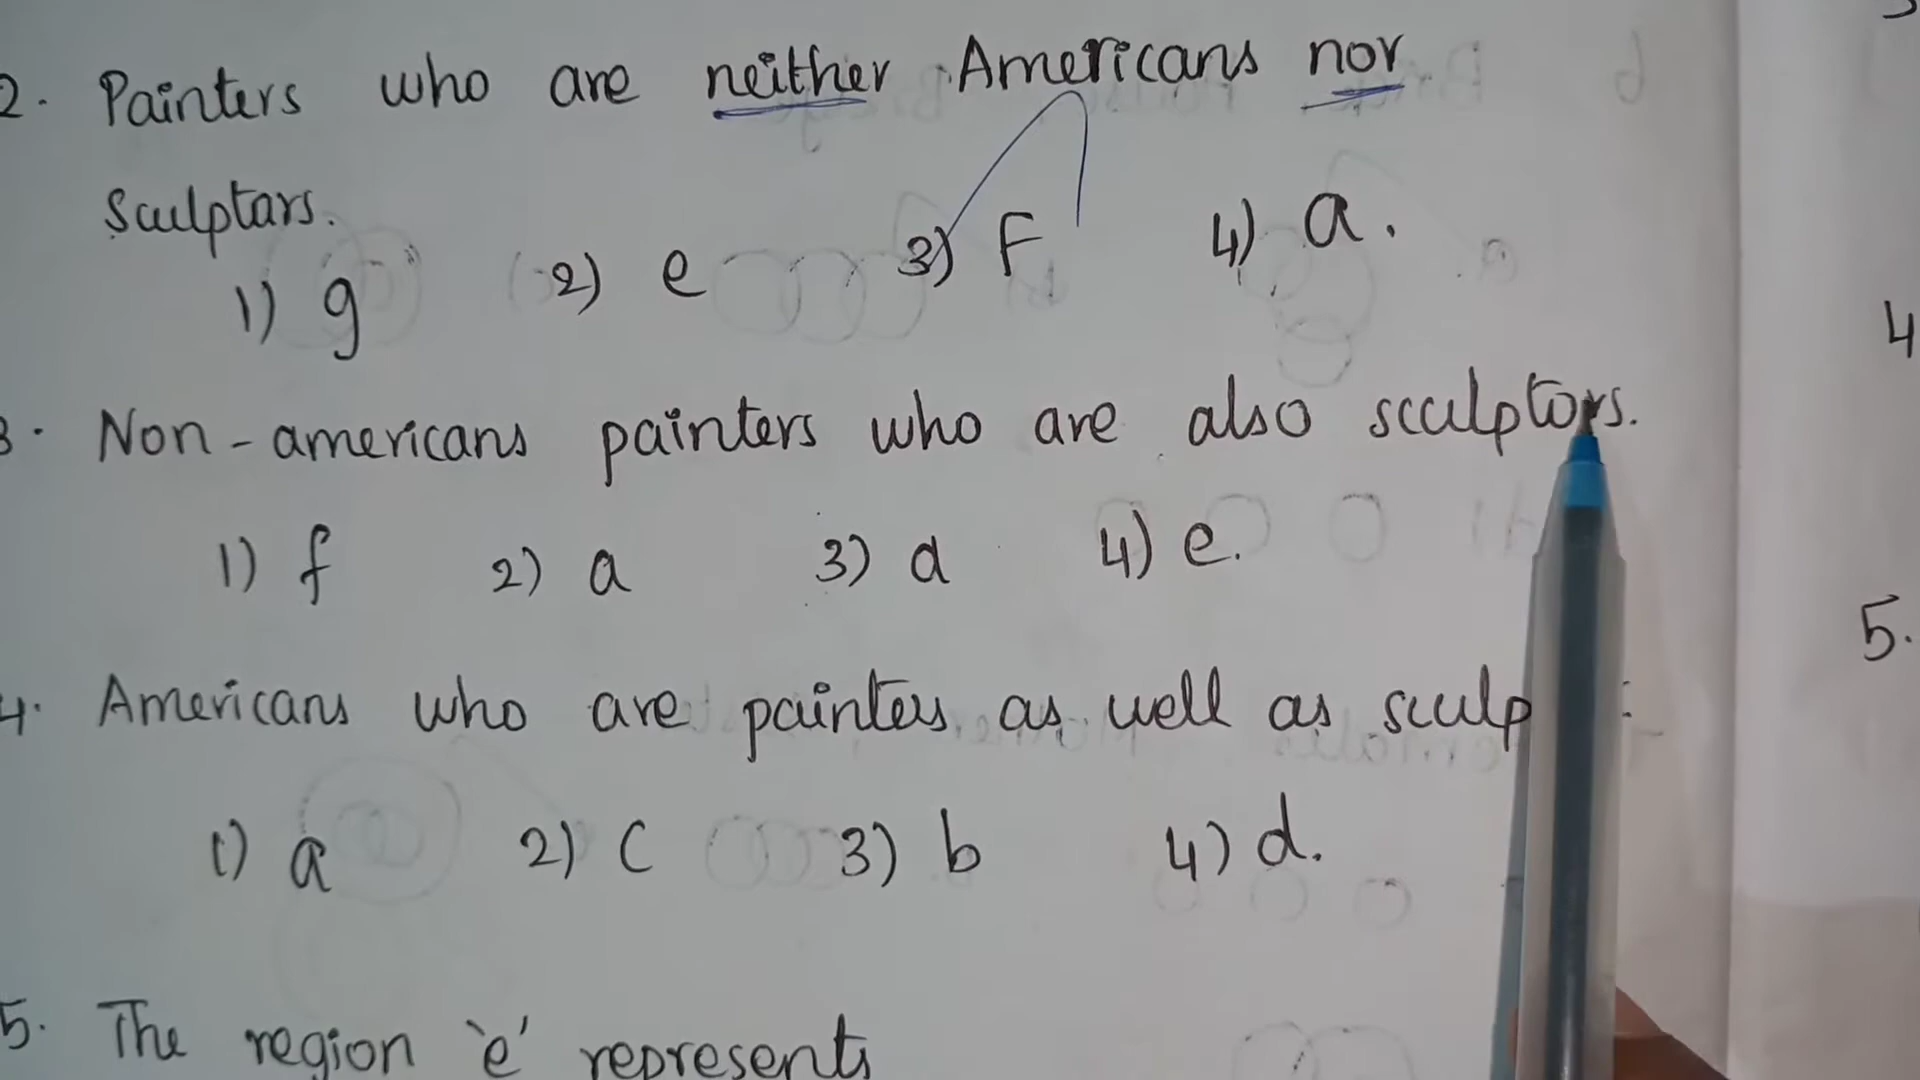 2. Painters who are neither Americans nor
Sculptars.
1) g 2) e 3) F 4) a.
3. Non-americans painters who are also sculptors.
1) f 2) a 3) d 4) e.
4. Americans who are painters as well as sculp
1) a 2) c 3) b 4) d.
5. The region 'e' represents
4
5.